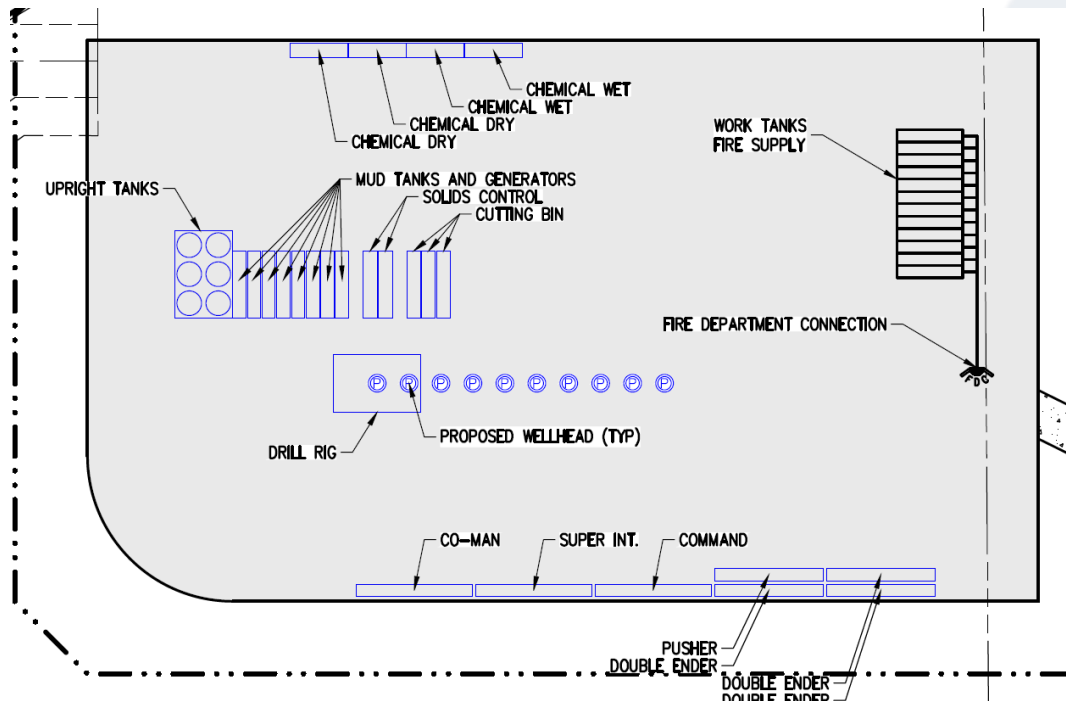 CHEMICAL WET
CHEMICAL WET
CHEMICAL DRY
CHEMICAL DRY
WORK TANKS
FIRE SUPPLY
UPRIGHT TANKS
MUD TANKS AND GENERATORS
SOLIDS CONTROL
CUTTING BIN
FIRE DEPARTMENT CONNECTION
FDC
P P P P P P P P P P
PROPOSED WELLHEAD (TYP)
DRILL RIG
CO-MAN
SUPER INT.
COMMAND
PUSHER
DOUBLE ENDER
DOUBLE ENDER
DOUBLE ENDER